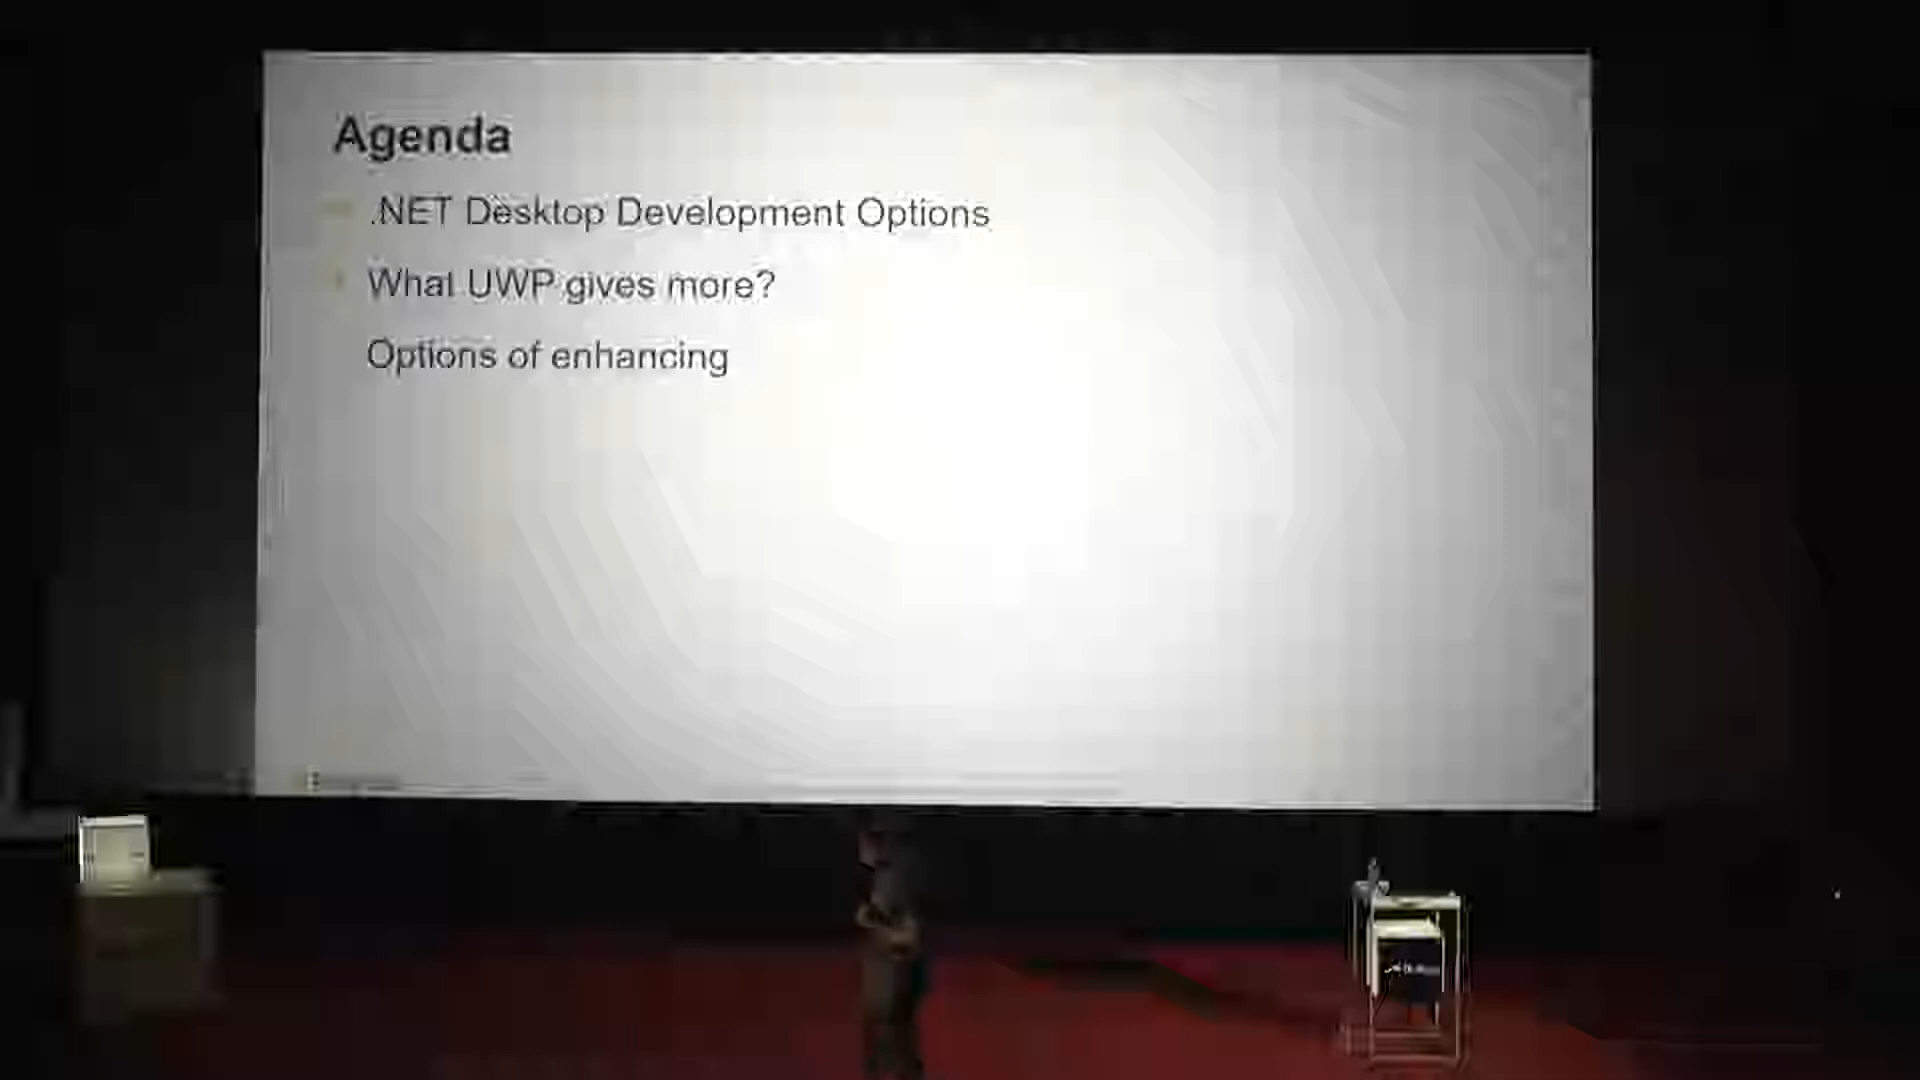 Agenda
.NET Desktop Development Options
What UWP gives more?
Options of enhancing